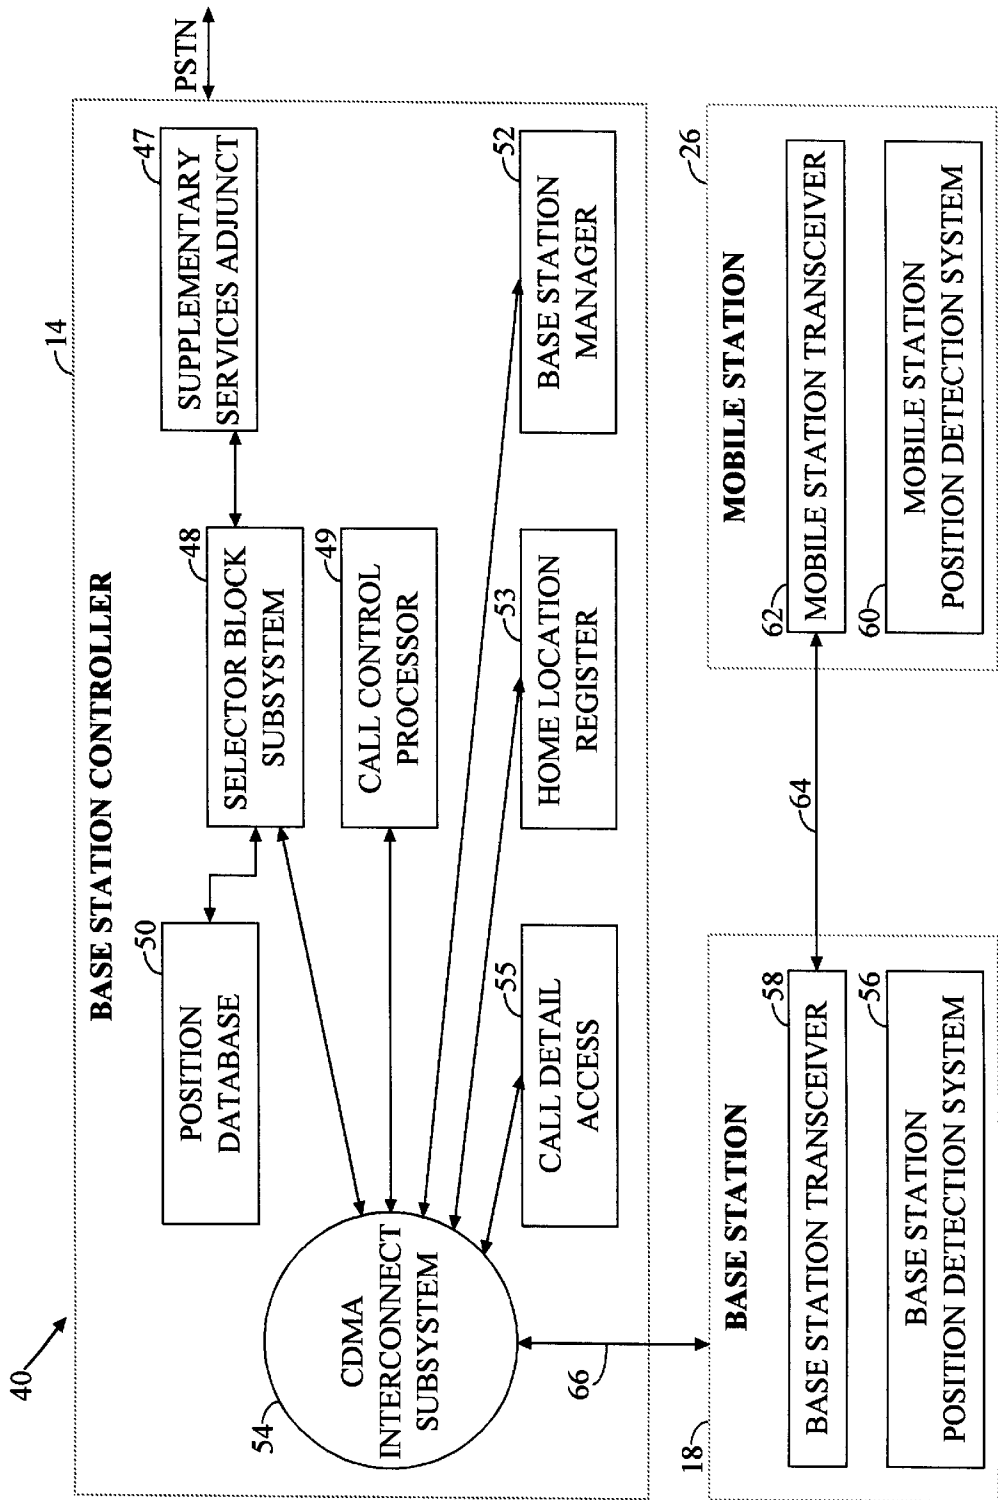 40
BASE STATION CONTROLLER
14
PSTN
50
POSITION
DATABASE
48
SELECTOR BLOCK
SUBSYSTEM
47
SUPPLEMENTARY
SERVICES ADJUNCT
49
CALL CONTROL
PROCESSOR
54
CDMA
INTERCONNECT
SUBSYSTEM
55
CALL DETAIL
ACCESS
53
HOME LOCATION
REGISTER
52
BASE STATION
MANAGER
66
18
BASE STATION
58
BASE STATION TRANSCEIVER
56
BASE STATION
POSITION DETECTION SYSTEM
64
26
MOBILE STATION
62
MOBILE STATION TRANSCEIVER
60
MOBILE STATION
POSITION DETECTION SYSTEM